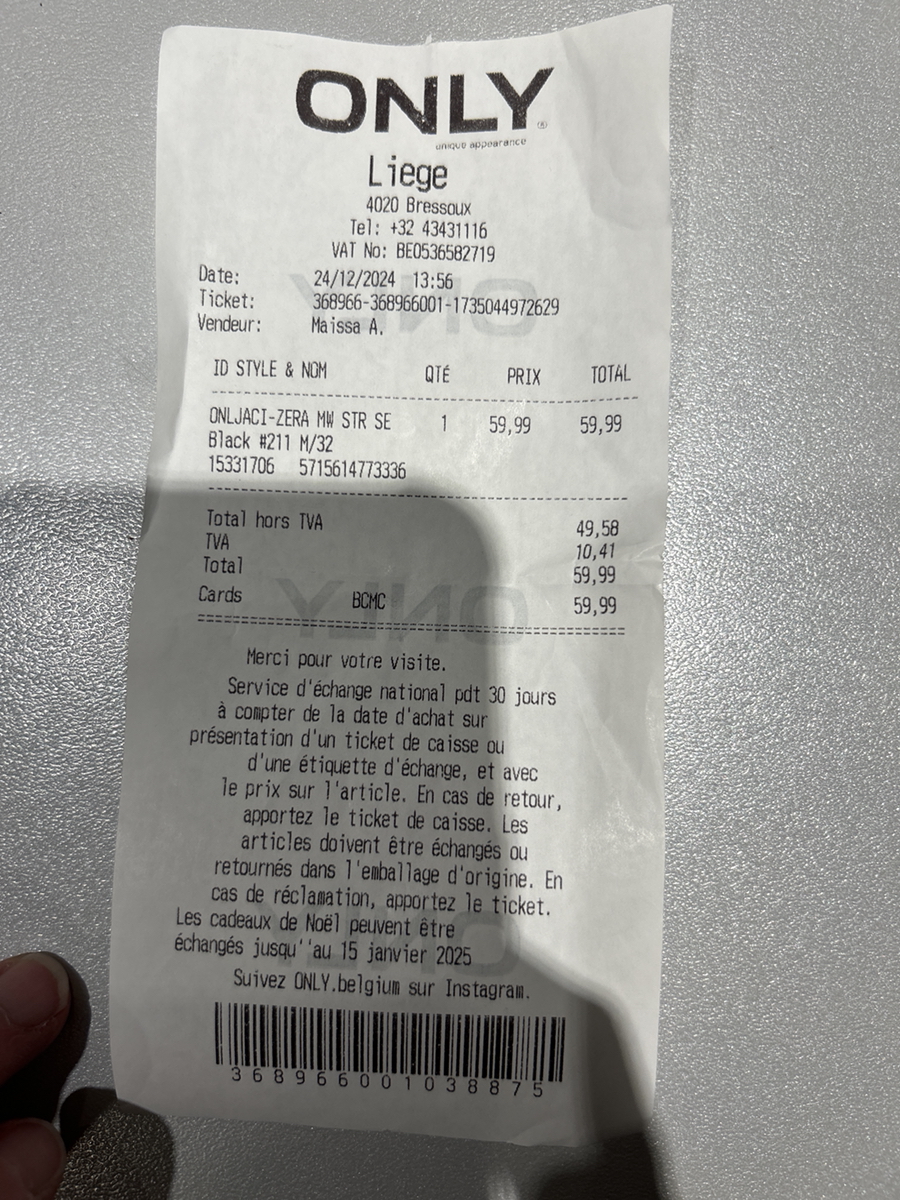 ONLY
unique appearance
Liege
4020 Bressoux
Tel: +32 43431116
VAT No: BE0536582719
Date: 24/12/2024 13:56
Ticket: 368966-368966001-1735044972629
Vendeur: Maissa A.
ID STYLE & NOM QTÉ PRIX TOTAL
ONLJACI-ZERA MW STR SE 1 59,99 59,99
Black #211 M/32
15331706 5715614773336
Total hors TVA 49,58
TVA 10,41
Total 59,99
Cards BCMC 59,99
Merci pour votre visite.
Service d'échange national pdt 30 jours
à compter de la date d'achat sur
présentation d'un ticket de caisse ou
d'une étiquette d'échange, et avec
le prix sur l'article. En cas de retour,
apportez le ticket de caisse. Les
articles doivent être échangés ou
retournés dans l'emballage d'origine. En
cas de réclamation, apportez le ticket.
Les cadeaux de Noël peuvent être
échangés jusqu''au 15 janvier 2025
Suivez ONLY.belgium sur Instagram.
368966001038875